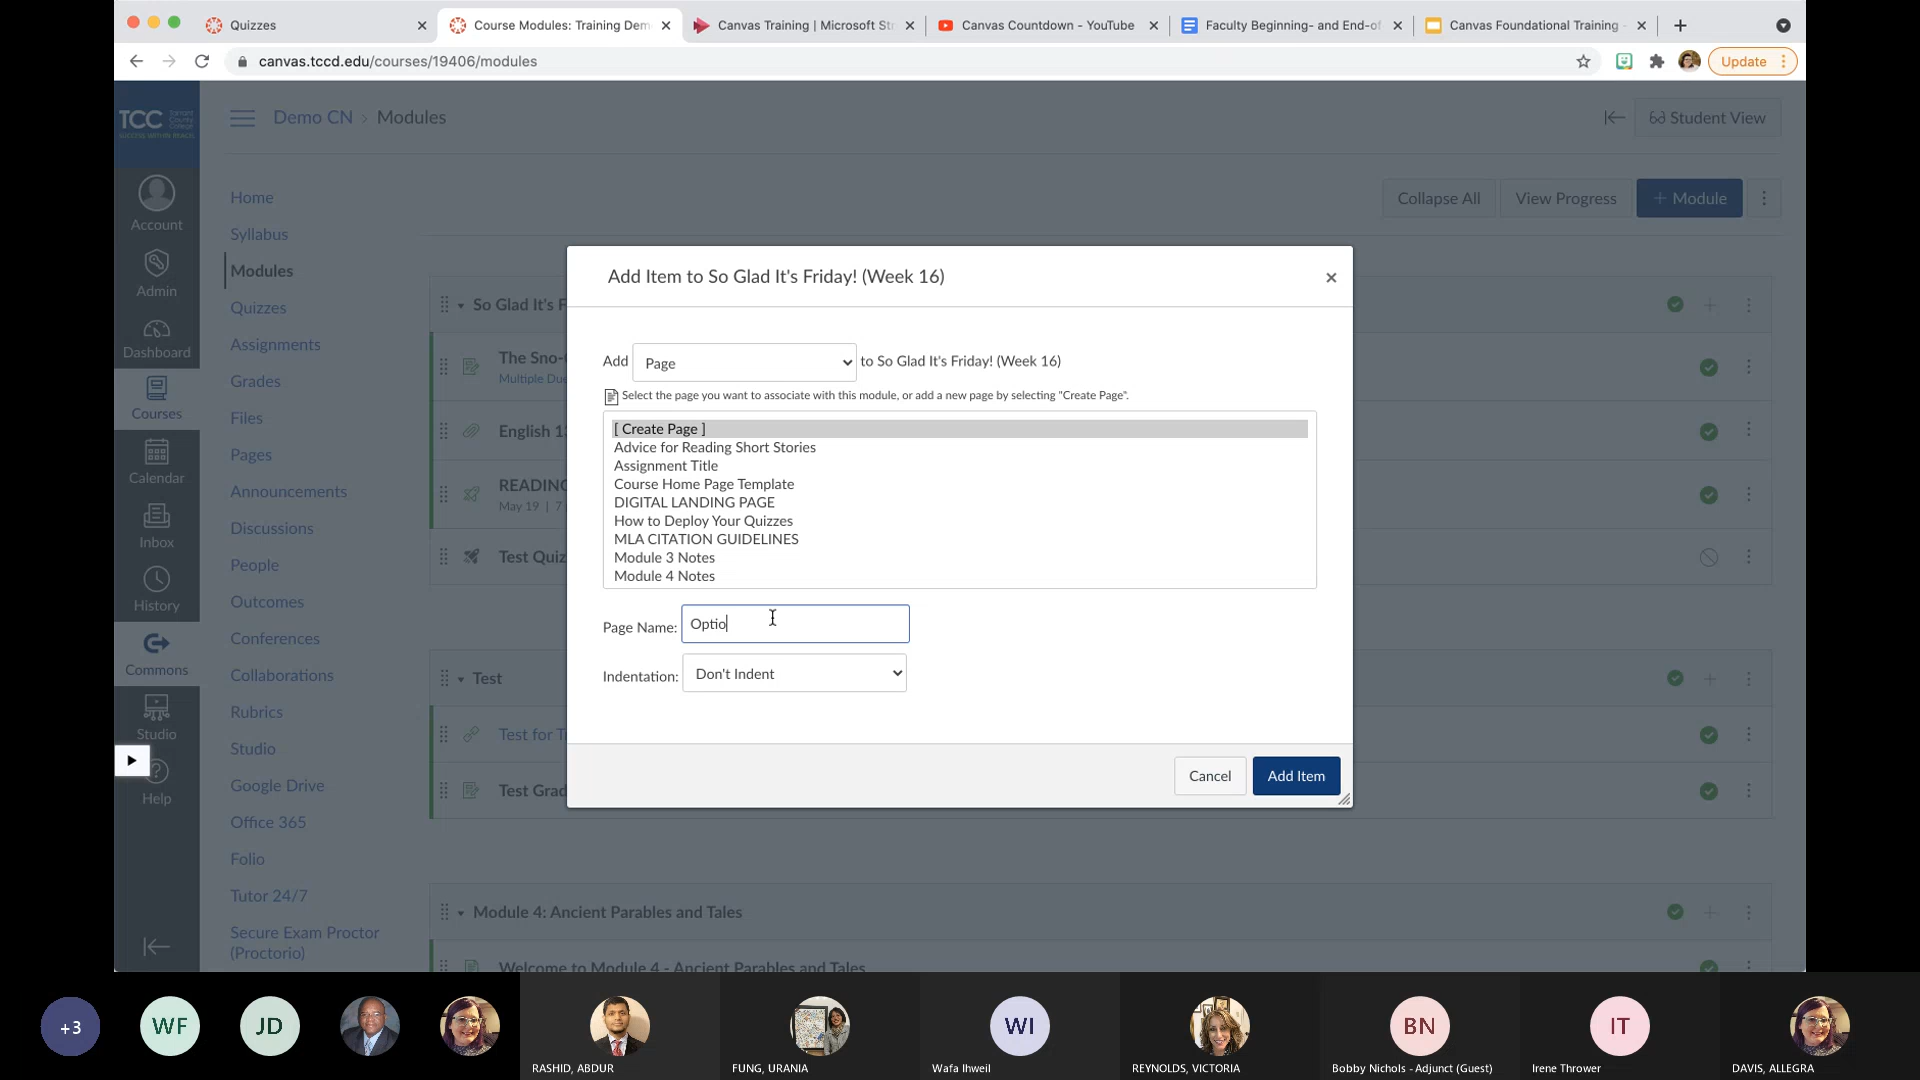 Quizzes
Course Modules: Training Dem
Canvas Training | Microsoft Str
Canvas Countdown - YouTube
Faculty Beginning- and End-of
Canvas Foundational Training -
canvas.tccd.edu/courses/19406/modules
Update
TCC
Demo CN > Modules
Student View
Account
Admin
Dashboard
Courses
Calendar
Inbox
History
Commons
Studio
Help
Home
Syllabus
Modules
Quizzes
Assignments
Grades
Files
Pages
Announcements
Discussions
People
Outcomes
Conferences
Collaborations
Rubrics
Studio
Google Drive
Office 365
Folio
Tutor 24/7
Secure Exam Proctor
(Proctorio)
Collapse All
View Progress
+ Module
So Glad It's F
The Sno-
Multiple Due
English 1
READING
May 19 | 7
Test Quiz
Test
Test for T
Test Grad
Module 4: Ancient Parables and Tales
Welcome to Module 4 - Ancient Parables and Tales
Add Item to So Glad It's Friday! (Week 16)
Add Page to So Glad It's Friday! (Week 16)
Select the page you want to associate with this module, or add a new page by selecting "Create Page".
[ Create Page ]
Advice for Reading Short Stories
Assignment Title
Course Home Page Template
DIGITAL LANDING PAGE
How to Deploy Your Quizzes
MLA CITATION GUIDELINES
Module 3 Notes
Module 4 Notes
Page Name: Optio
Indentation: Don't Indent
Cancel
Add Item
+3
WF
JD
RASHID, ABDUR
FUNG, URANIA
WI
Wafa Ihweil
REYNOLDS, VICTORIA
BN
Bobby Nichols - Adjunct (Guest)
IT
Irene Thrower
DAVIS, ALLEGRA